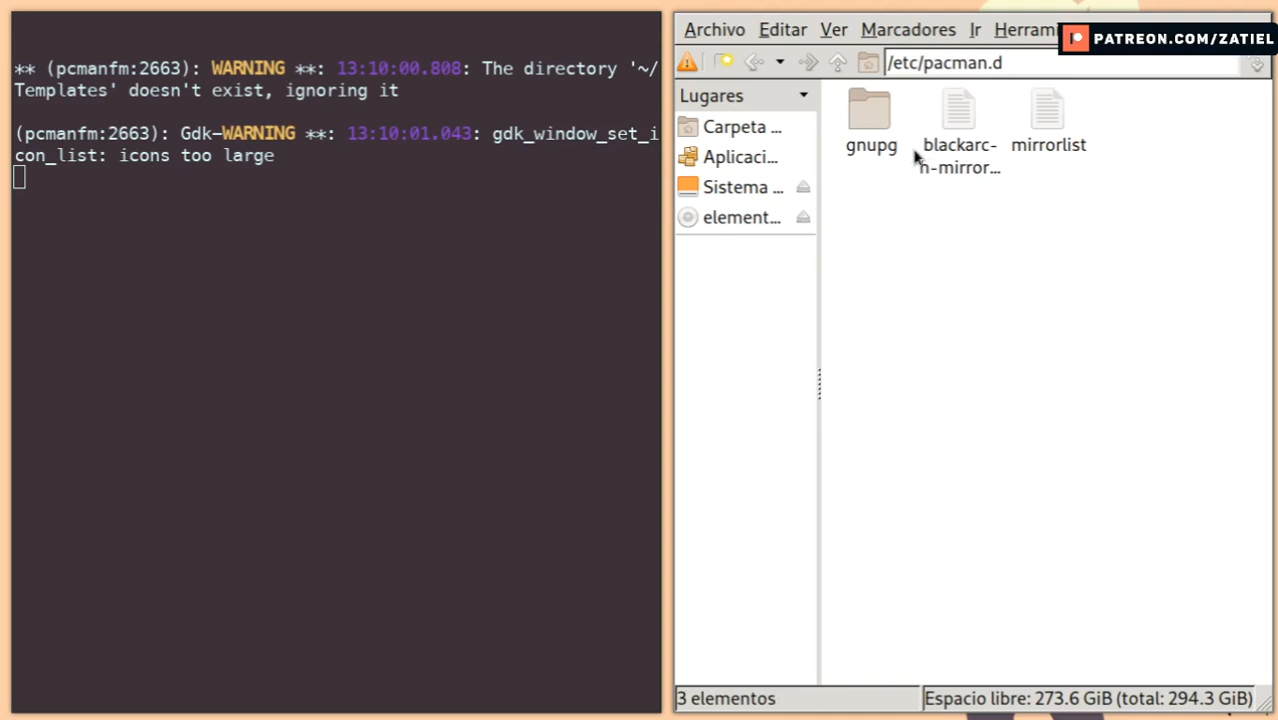 ** (pcmanfm:2663): WARNING **: 13:10:00.808: The directory '~/
Templates' doesn't exist, ignoring it
(pcmanfm:2663): Gdk-WARNING **: 13:10:01.043: gdk_window_set_i
con_list: icons too large
Archivo Editar Ver Marcadores Ir Herrami
PATREON.COM/ZATIEL
/etc/pacman.d
Lugares
Carpeta ...
Aplicaci...
Sistema ...
element...
gnupg
blackarc-
h-mirror...
mirrorlist
3 elementos
Espacio libre: 273.6 GiB (total: 294.3 GiB)